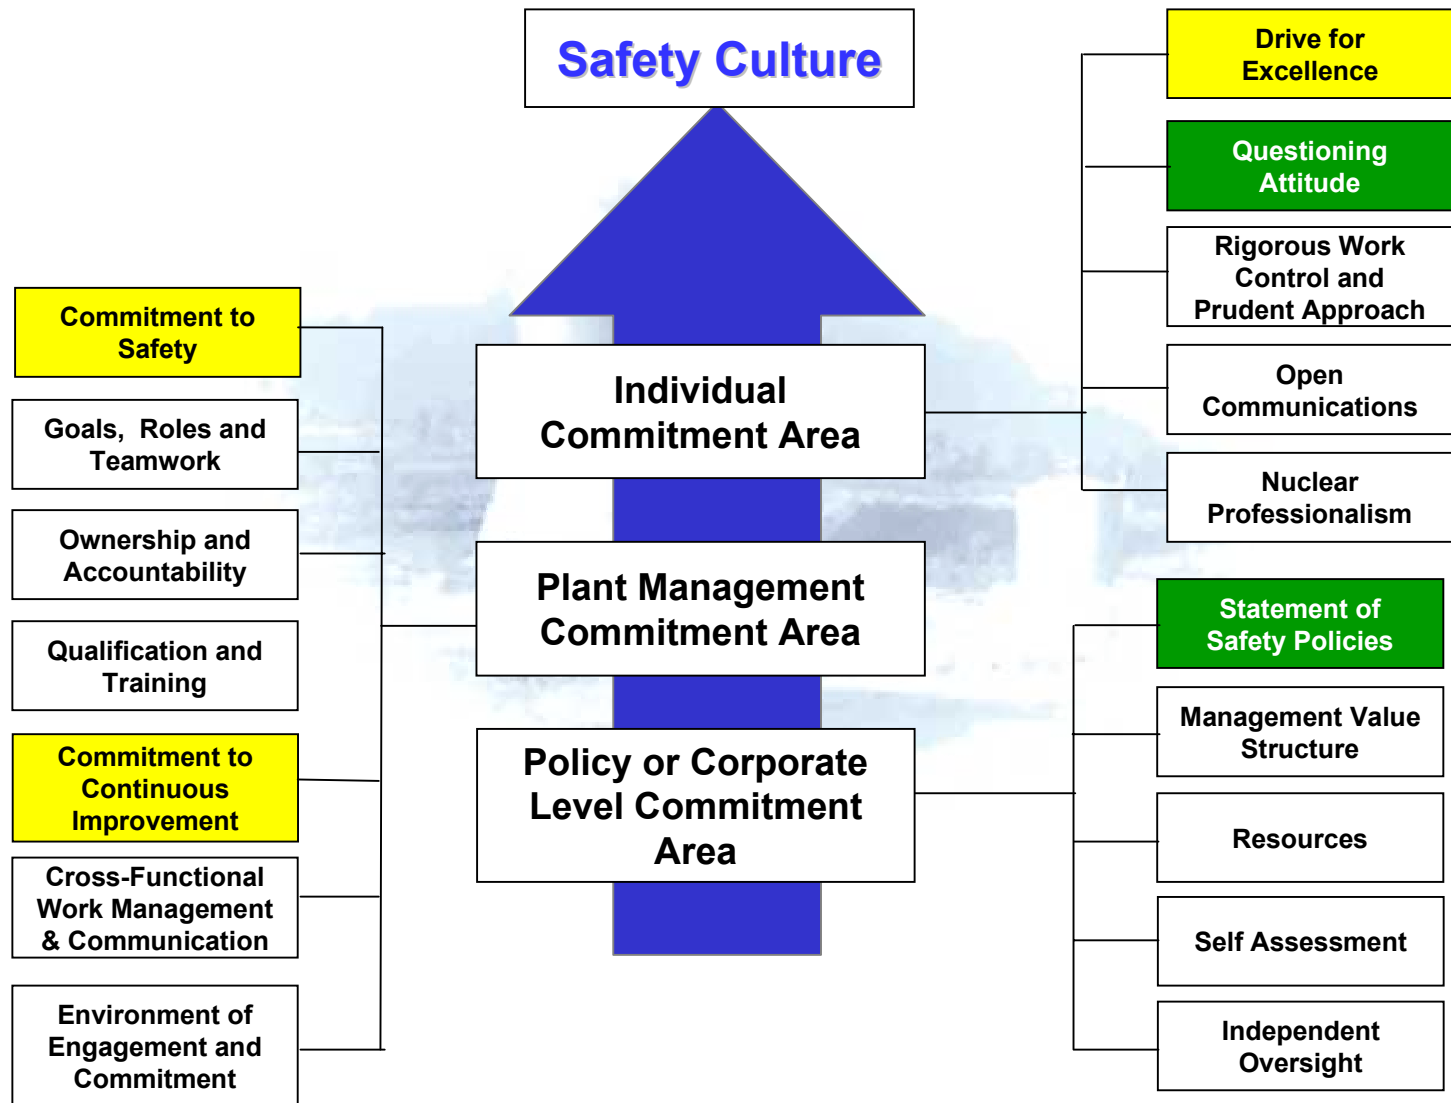 Safety Culture
Drive for
Excellence
Questioning
Attitude
Rigorous Work
Control and
Prudent Approach
Open
Communications
Nuclear
Professionalism
Individual
Commitment Area
Commitment to
Safety
Goals, Roles and
Teamwork
Ownership and
Accountability
Qualification and
Training
Commitment to
Continuous
Improvement
Cross-Functional
Work Management
& Communication
Environment of
Engagement and
Commitment
Plant Management
Commitment Area
Policy or Corporate
Level Commitment
Area
Statement of
Safety Policies
Management Value
Structure
Resources
Self Assessment
Independent
Oversight